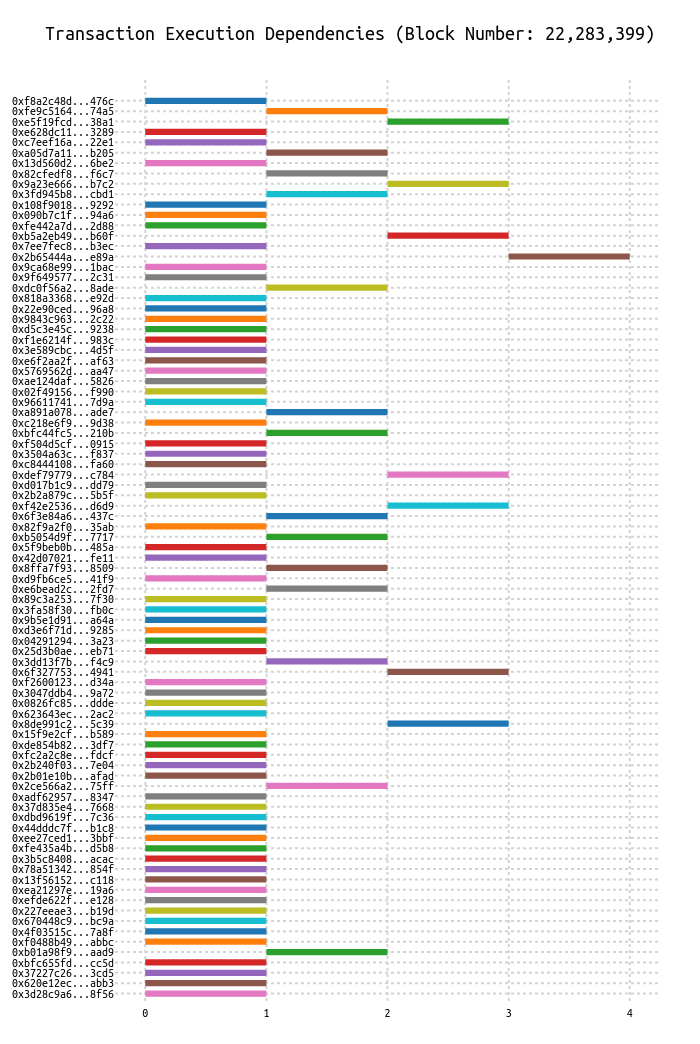 Transaction Execution Dependencies (Block Number: 22,283,399)
0xf8a2c48d...476c
0xfe9c5164...74a5
0xe5f19fcd...38a1
0xe628dc11...3289
0xc7eef16a...22e1
0xa05d7a11...b205
0x13d560d2...6be2
0x82cfedf8...f6c7
0x9a23e666...b7c2
0x3fd945b8...cbd1
0x108f9018...9292
0x090b7c1f...94a6
0xfe442a7d...2d88
0xb5a2eb49...b60f
0x7ee7fec8...b3ec
0x2b65444a...e89a
0x9ca68e99...1bac
0x9f649577...2c31
0xdc0f56a2...8ade
0x818a3368...e92d
0x22e90ced...96a8
0x9843c963...2c22
0xd5c3e45c...9238
0xf1e6214f...983c
0x3e589cbc...4d5f
0xe6f2aa2f...af63
0x5769562d...aa47
0xae124daf...5826
0x02f49156...f990
0x96611741...7d9a
0xa891a078...ade7
0xc218e6f9...9d38
0xbfc44fc5...210b
0xf504d5cf...0915
0x3504a63c...f837
0xc8444108...fa60
0xdef79779...c784
0xd017b1c9...dd79
0x2b2a879c...5b5f
0xf42e2536...d6d9
0x6f3e84a6...437c
0x82f9a2f0...35ab
0xb5054d9f...7717
0x5f9beb0b...485a
0x42d07021...fe11
0x8ffa7f93...8509
0xd9fb6ce5...41f9
0xe6bead2c...2fd7
0x89c3a253...7f30
0x3fa58f30...fb0c
0x9b5e1d91...a64a
0xd3e6f71d...9285
0x04291294...3a23
0x25d3b0ae...eb71
0x3dd13f7b...f4c9
0x6f327753...4941
0xf2600123...d34a
0x3047ddb4...9a72
0x0826fc85...ddde
0x623643ec...2ac2
0x8de991c2...5c39
0x15f9e2cf...b589
0xde854b82...3df7
0xfc2a2c8e...fdcf
0x2b240f03...7e04
0x2b01e10b...afad
0x2ce566a2...75ff
0xadf62957...8347
0x37d835e4...7668
0xdbd9619f...7c36
0x44dddc7f...b1c8
0xee27ced1...3bbf
0xfe435a4b...d5b8
0x3b5c8408...acac
0x78a51342...854f
0x13f56152...c118
0xea21297e...19a6
0xefde622f...e128
0x227eeae3...b19d
0x670448c9...bc9a
0x4f03515c...7a8f
0xf0488b49...abbc
0xb01a98f9...aad9
0xbfc655fd...cc5d
0x37227c26...3cd5
0x620e12ec...abb3
0x3d28c9a6...8f56
0 1 2 3 4